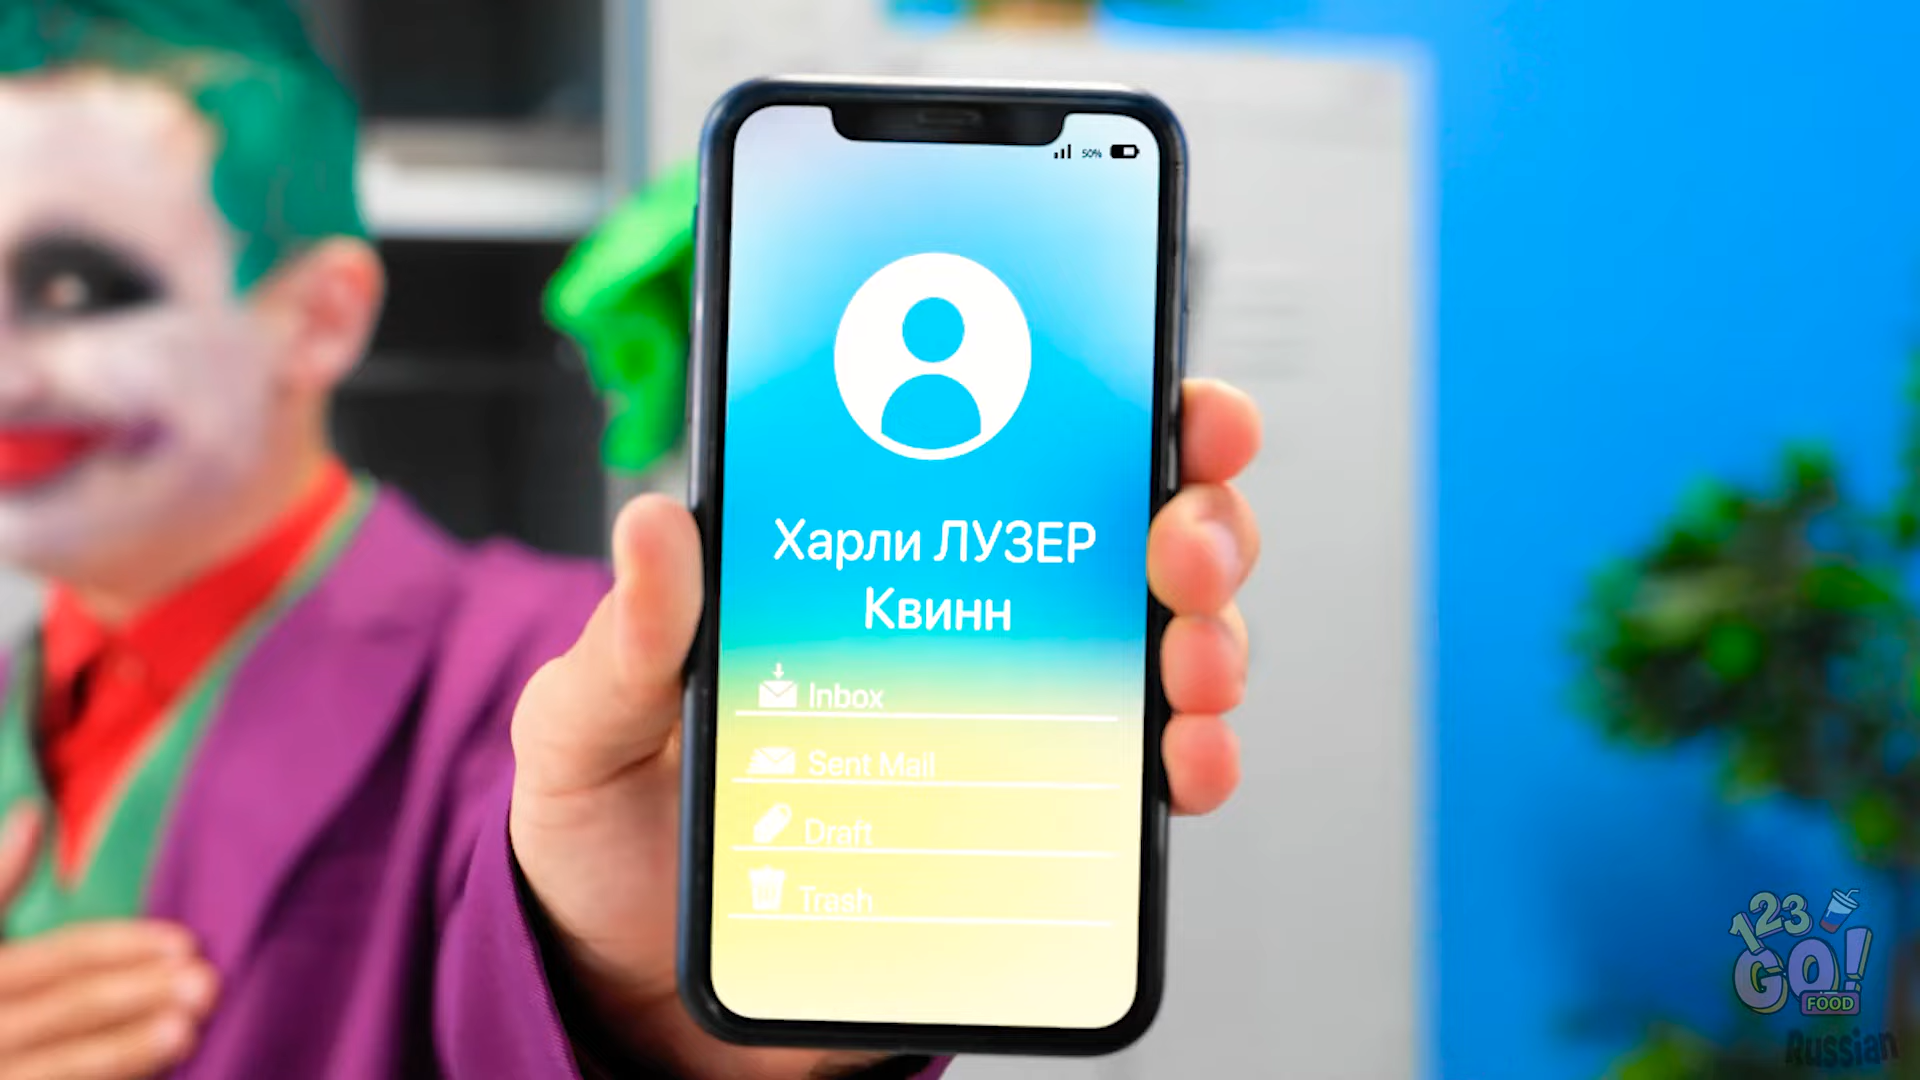 50%
Харли ЛУЗЕР
Квинн
Inbox
Sent Mail
Draft
Trash
123
GO!
FOOD
Russian